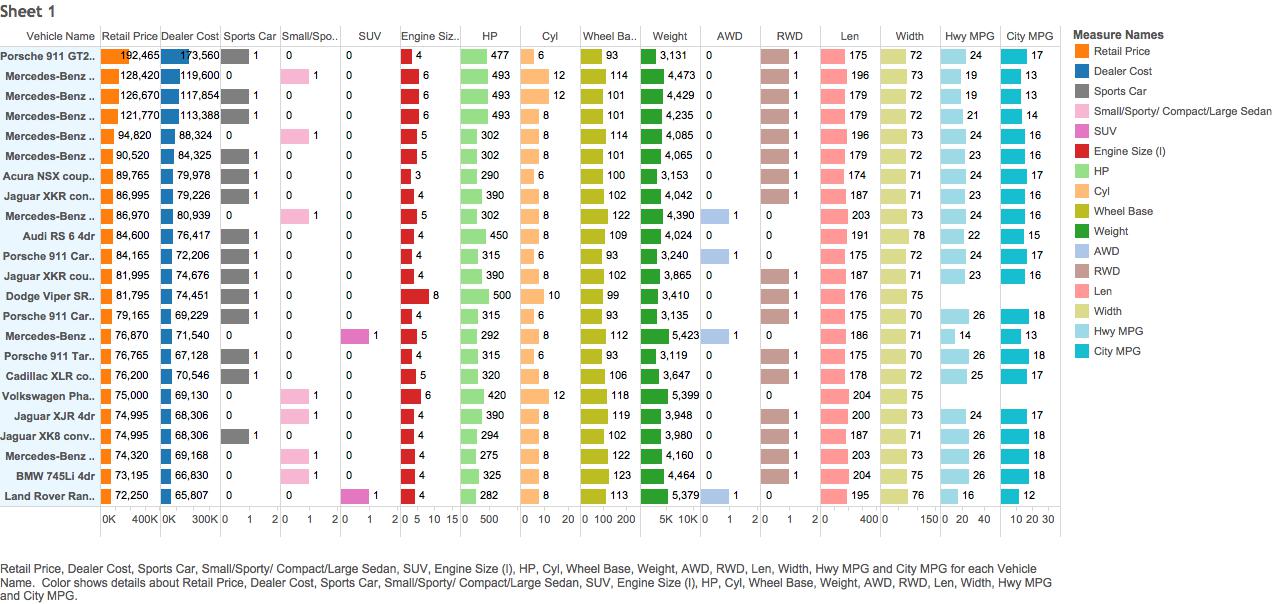 Sheet 1
Vehicle Name Retail Price Dealer Cost Sports Car Small/Spo.. SUV Engine Siz.. HP Cyl Wheel Ba.. Weight AWD RWD Len Width Hwy MPG City MPG
Porsche 911 GT2.. 192,465 173,560 1 0 0 4 477 6 93 3,131 0 1 175 72 24 17
Mercedes-Benz .. 128,420 119,600 0 1 0 6 493 12 114 4,473 0 1 196 73 19 13
Mercedes-Benz .. 126,670 117,854 1 0 0 6 493 12 101 4,429 0 1 179 72 19 13
Mercedes-Benz .. 121,770 113,388 1 0 0 6 493 8 101 4,235 0 1 179 72 21 14
Mercedes-Benz .. 94,820 88,324 0 1 0 5 302 8 114 4,085 0 1 196 73 24 16
Mercedes-Benz .. 90,520 84,325 1 0 0 5 302 8 101 4,065 0 1 179 72 23 16
Acura NSX coup.. 89,765 79,978 1 0 0 3 290 6 100 3,153 0 1 174 71 24 17
Jaguar XKR con.. 86,995 79,226 1 0 0 4 390 8 102 4,042 0 1 187 71 23 16
Mercedes-Benz .. 86,970 80,939 0 1 0 5 302 8 122 4,390 1 0 203 73 24 16
Audi RS 6 4dr 84,600 76,417 1 0 0 4 450 8 109 4,024 0 0 191 78 22 15
Porsche 911 Car.. 84,165 72,206 1 0 0 4 315 6 93 3,240 1 0 175 72 24 17
Jaguar XKR cou.. 81,995 74,676 1 0 0 4 390 8 102 3,865 0 1 187 71 23 16
Dodge Viper SR.. 81,795 74,451 1 0 0 8 500 10 99 3,410 0 1 176 75
Porsche 911 Car.. 79,165 69,229 1 0 0 4 315 6 93 3,135 0 1 175 70 26 18
Mercedes-Benz .. 76,870 71,540 0 0 1 5 292 8 112 5,423 1 0 186 71 14 13
Porsche 911 Tar.. 76,765 67,128 1 0 0 4 315 6 93 3,119 0 1 175 70 26 18
Cadillac XLR co.. 76,200 70,546 1 0 0 5 320 8 106 3,647 0 1 178 72 25 17
Volkswagen Pha.. 75,000 69,130 0 1 0 6 420 12 118 5,399 0 0 204 75
Jaguar XJR 4dr 74,995 68,306 0 1 0 4 390 8 119 3,948 0 1 200 73 24 17
Jaguar XK8 conv.. 74,995 68,306 1 0 0 4 294 8 102 3,980 0 1 187 71 26 18
Mercedes-Benz .. 74,320 69,168 0 1 0 4 275 8 122 4,160 0 1 203 73 26 18
BMW 745Li 4dr 73,195 66,830 0 1 0 4 325 8 123 4,464 0 1 204 75 26 18
Land Rover Ran.. 72,250 65,807 0 0 1 4 282 8 113 5,379 1 0 195 76 16 12
0K 400K 0K 300K 0 1 2 0 1 2 0 1 2 0 5 10 15 0 500 0 10 20 0 100 200 5K 10K 0 1 2 0 1 2 0 400 0 150 0 20 40 10 20 30
Measure Names
Retail Price
Dealer Cost
Sports Car
Small/Sporty/ Compact/Large Sedan
SUV
Engine Size (l)
HP
Cyl
Wheel Base
Weight
AWD
RWD
Len
Width
Hwy MPG
City MPG
Retail Price, Dealer Cost, Sports Car, Small/Sporty/ Compact/Large Sedan, SUV, Engine Size (l), HP, Cyl, Wheel Base, Weight, AWD, RWD, Len, Width, Hwy MPG and City MPG for each Vehicle
Name. Color shows details about Retail Price, Dealer Cost, Sports Car, Small/Sporty/ Compact/Large Sedan, SUV, Engine Size (l), HP, Cyl, Wheel Base, Weight, AWD, RWD, Len, Width, Hwy MPG
and City MPG.